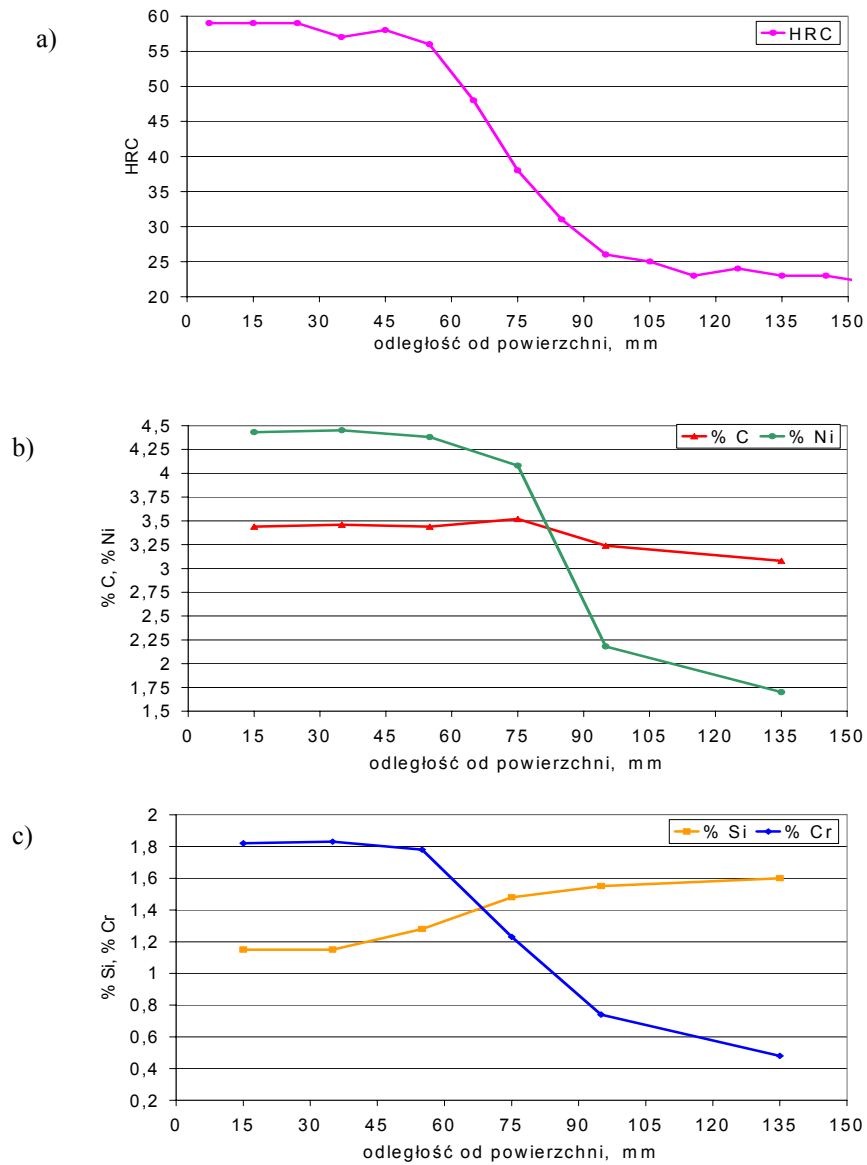 a)
HRC
60
55
50
45
40
35
30
25
20
HRC
0 15 30 45 60 75 90 105 120 135 150
odległość od powierzchni, mm
b)
% C % Ni
4,5
4,25
4
3,75
3,5
3,25
3
2,75
2,5
2,25
2
1,75
1,5
% C, % Ni
0 15 30 45 60 75 90 105 120 135 150
odległość od powierzchni, mm
c)
% Si % Cr
2
1,8
1,6
1,4
1,2
1
0,8
0,6
0,4
0,2
% Si, % Cr
0 15 30 45 60 75 90 105 120 135 150
odległość od powierzchni, mm